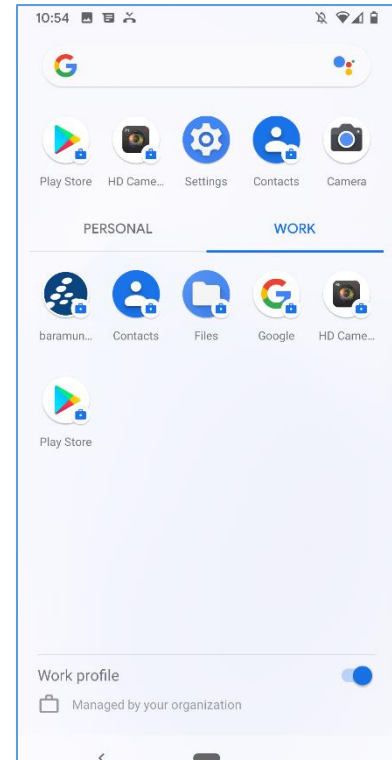 10:54
Play Store HD Came... Settings Contacts Camera
PERSONAL WORK
baramun... Contacts Files Google HD Came...
Play Store
Work profile
Managed by your organization